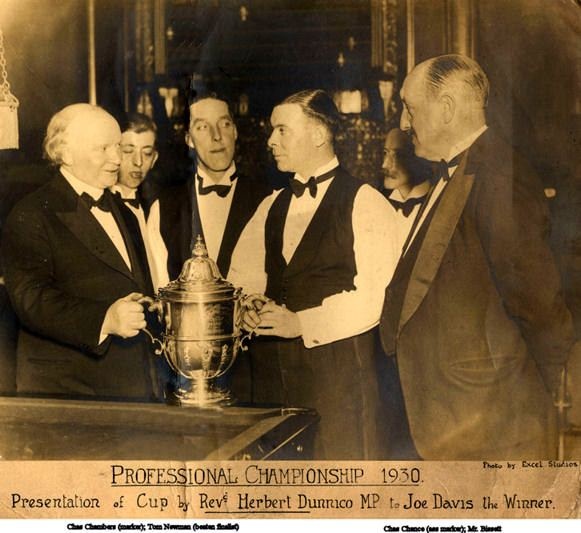 Photo by Excel Studios
PROFESSIONAL CHAMPIONSHIP 1930.
Presentation of Cup by Revd Herbert Dunnico M.P. to Joe Davis the Winner.
Chas Chambers (marker); Tom Newman (beaten finalist)
Chas Chance (ass marker); Mr. Bissett